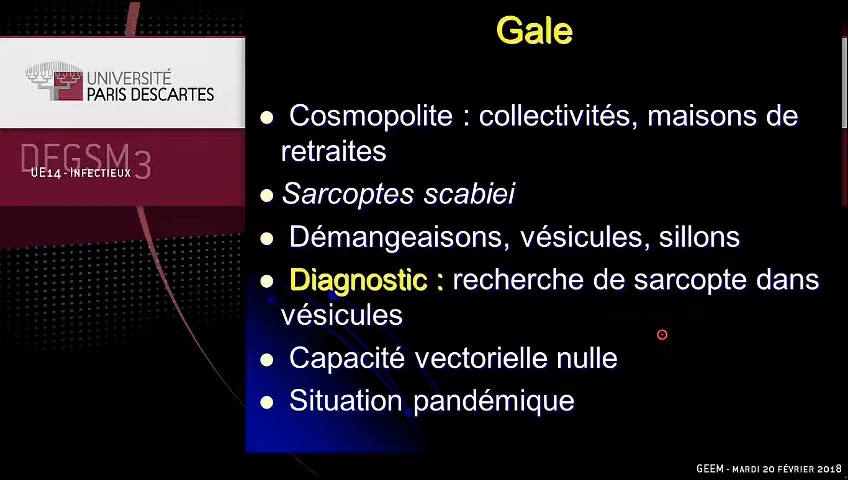 Gale
UNIVERSITÉ
PARIS DESCARTES
DFGSM3
UE14 - INFECTIEUX
Cosmopolite : collectivités, maisons de
retraites
Sarcoptes scabiei
Démangeaisons, vésicules, sillons
Diagnostic : recherche de sarcopte dans
vésicules
Capacité vectorielle nulle
Situation pandémique
GEEM - MARDI 20 FÉVRIER 2018